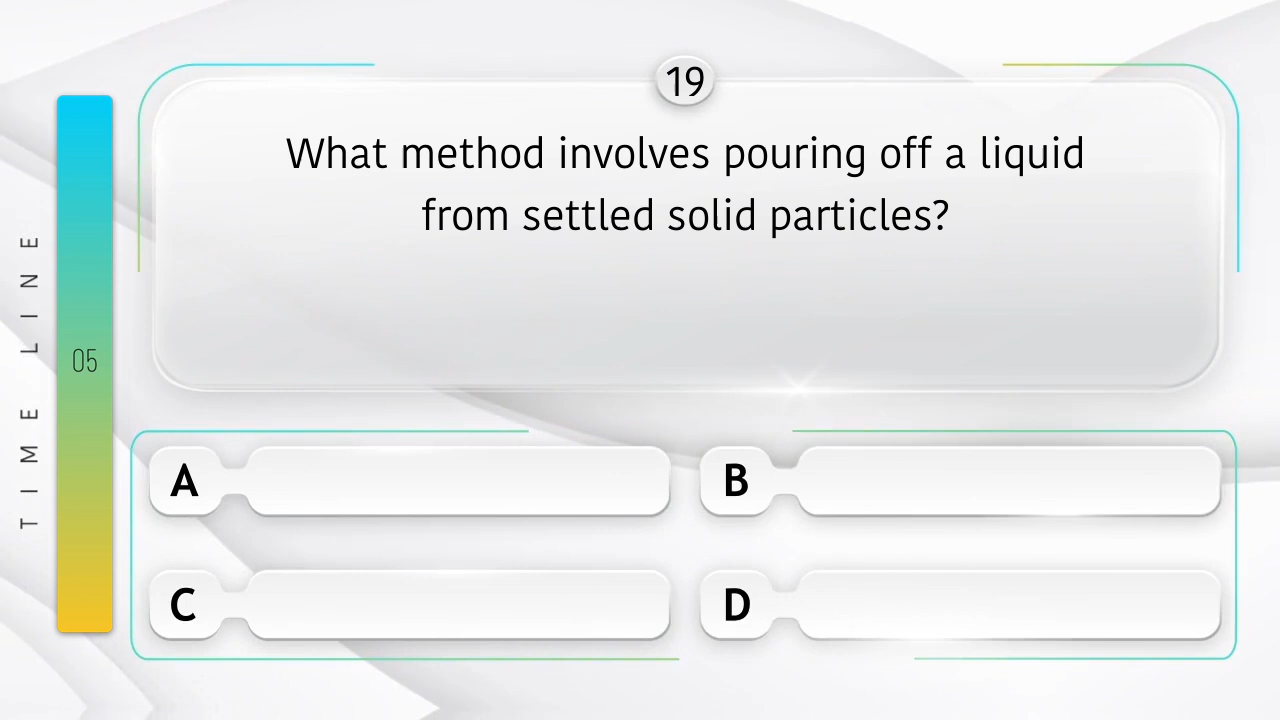 19
What method involves pouring off a liquid
from settled solid particles?
TIME LINE
05
A
B
C
D